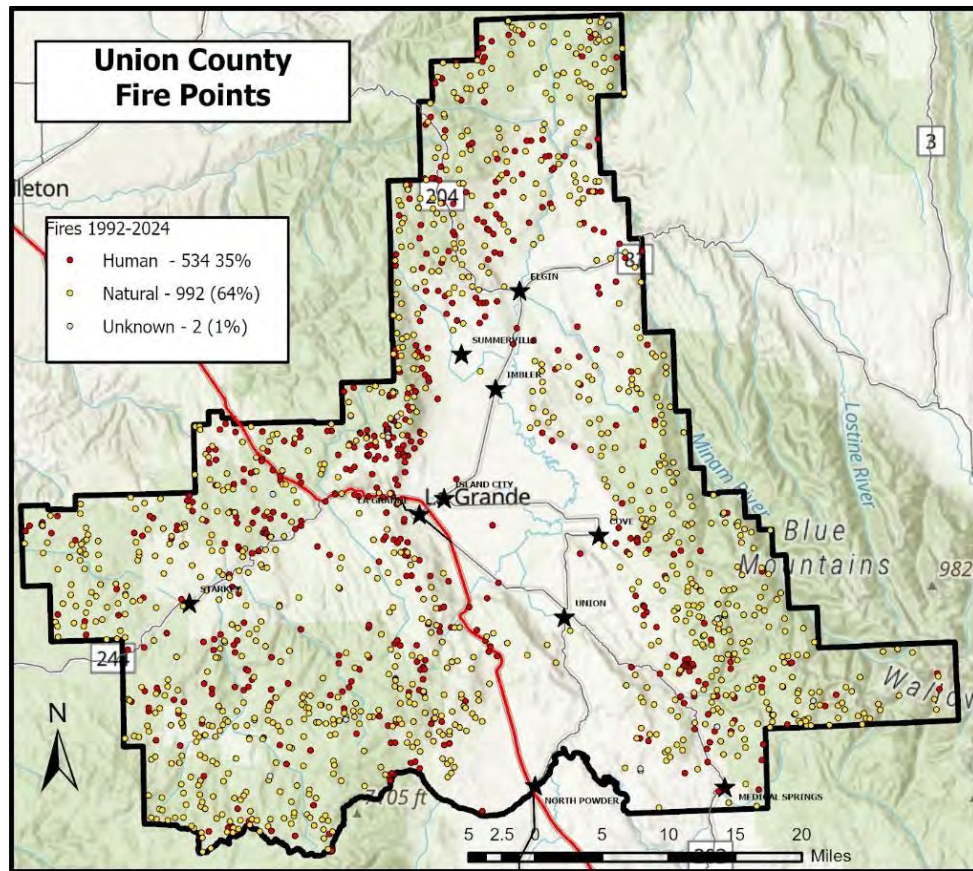 Union County
Fire Points
3
lleton
204
Fires 1992-2024
Human - 534 35%
Natural - 992 (64%)
Unknown - 2 (1%)
ELGIN
SUMMERVILLE
IMBLER
Minam River
Lostine River
ISLAND CITY
La Grande
LA GRANDE
COVE
Blue
Mountains
982
STARKEY
UNION
244
Wallow
N
7105 ft
NORTH POWDER
MEDICAL SPRINGS
5 2.5 0 5 10 15 20
Miles